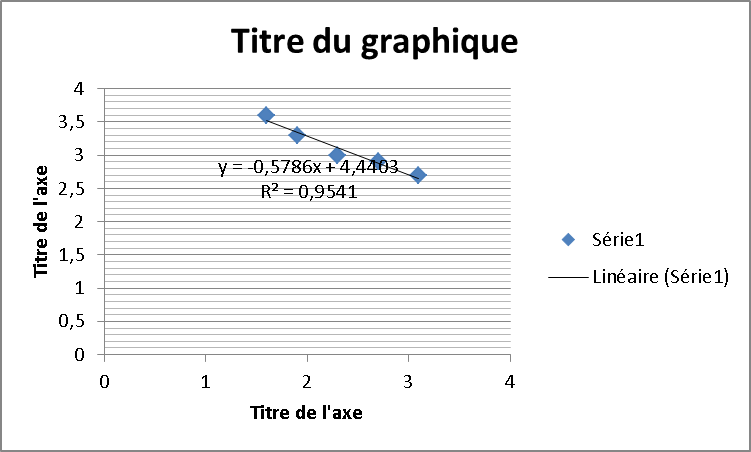 Titre du graphique
4
3,5
3
2,5
2
1,5
1
0,5
0
Titre de l'axe
y = -0,5786x + 4,4403
R² = 0,9541
0 1 2 3 4
Titre de l'axe
Série1
Linéaire (Série1)